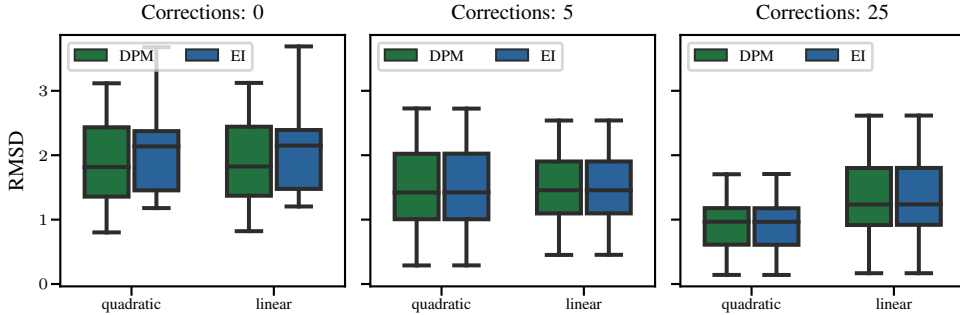 Corrections: 0
Corrections: 5
Corrections: 25
DPM
EI
DPM
EI
DPM
EI
RMSD
3
2
1
0
quadratic
linear
quadratic
linear
quadratic
linear